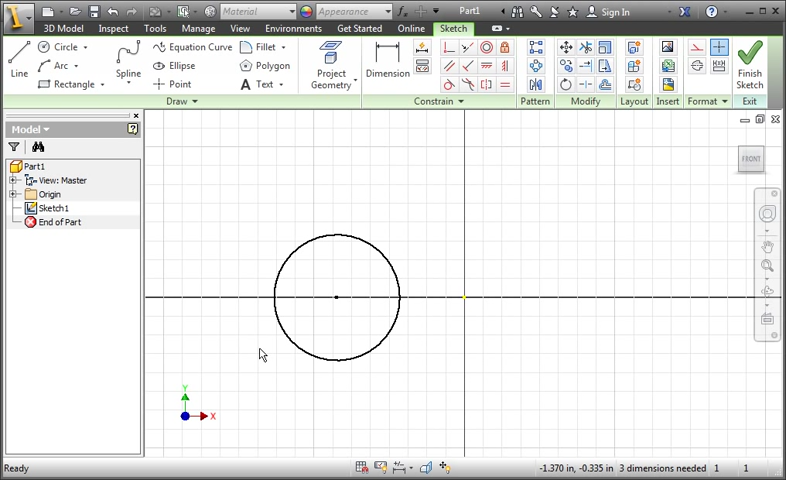 Material
Appearance
Part1
Sign In
3D Model
Inspect
Tools
Manage
View
Environments
Get Started
Online
Sketch
Line
Circle
Arc
Rectangle
Spline
Equation Curve
Ellipse
Point
Fillet
Polygon
Text
Project
Geometry
Dimension
Finish
Sketch
Draw
Constrain
Pattern
Modify
Layout
Insert
Format
Exit
Model
Part1
View: Master
Origin
Sketch1
End of Part
FRONT
Y
X
Ready
-1.370 in, -0.335 in
3 dimensions needed
1
1